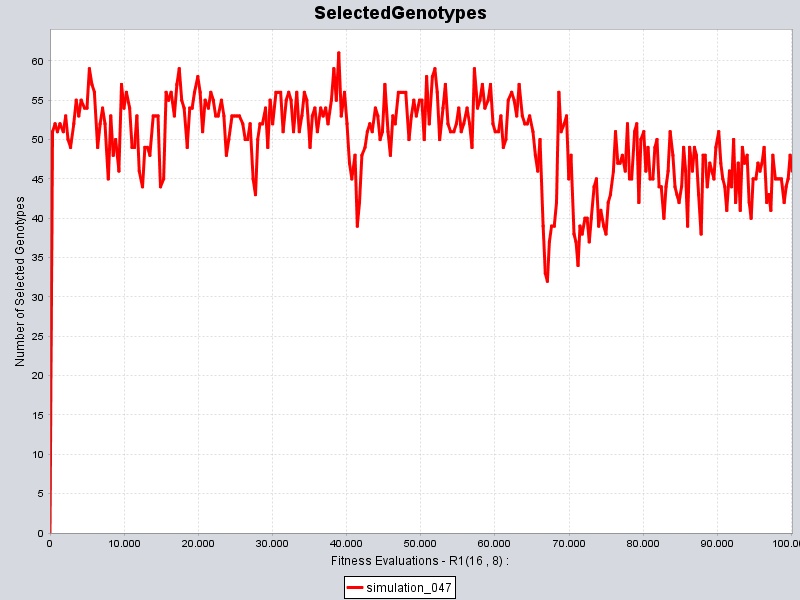 SelectedGenotypes
Number of Selected Genotypes
60
55
50
45
40
35
30
25
20
15
10
5
0
0 10.000 20.000 30.000 40.000 50.000 60.000 70.000 80.000 90.000 100.00
Fitness Evaluations - R1(16 , 8) :
simulation_047